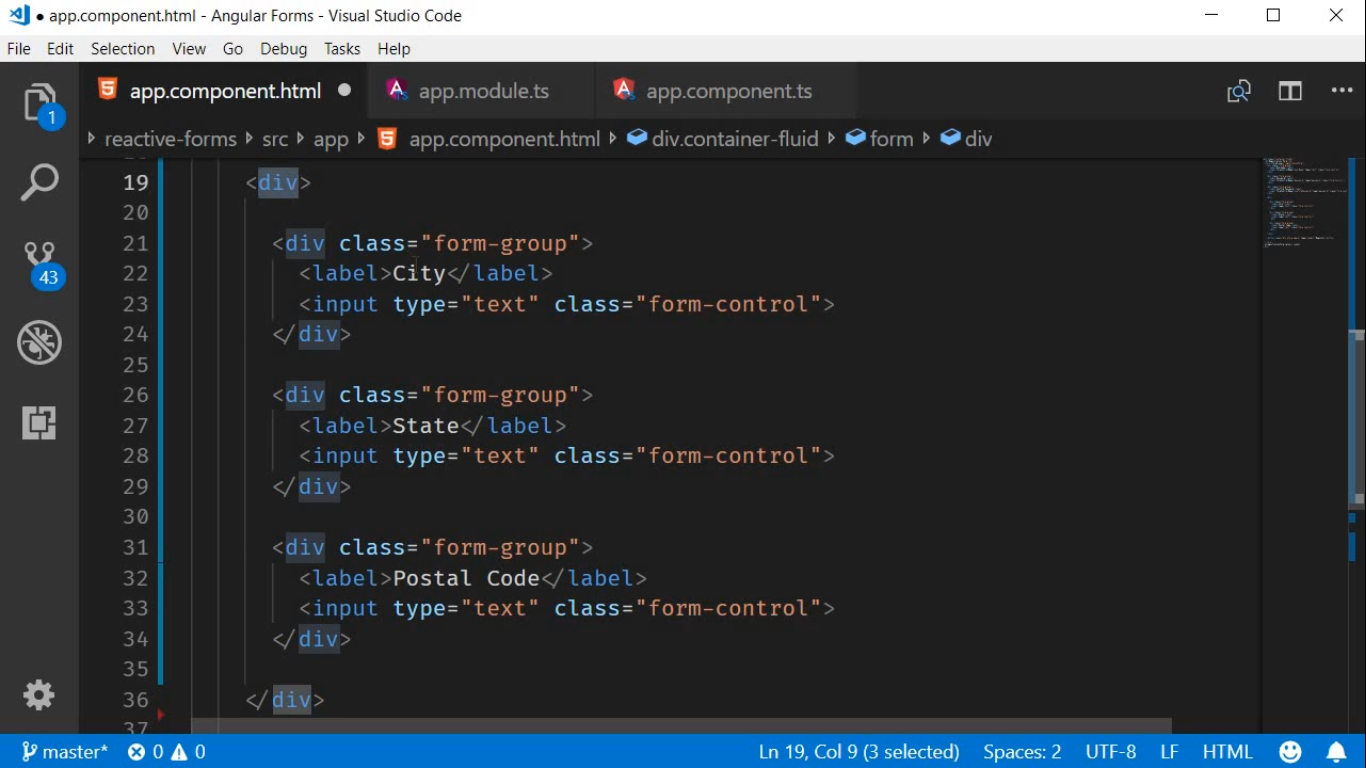 app.component.html - Angular Forms - Visual Studio Code
File Edit Selection View Go Debug Tasks Help
app.component.html app.module.ts app.component.ts
reactive-forms src app app.component.html div.container-fluid form div
19 <div>
20
21 <div class="form-group">
22 <label>City</label>
23 <input type="text" class="form-control">
24 </div>
25
26 <div class="form-group">
27 <label>State</label>
28 <input type="text" class="form-control">
29 </div>
30
31 <div class="form-group">
32 <label>Postal Code</label>
33 <input type="text" class="form-control">
34 </div>
35
36 </div>
37
1
43
master* 0 0 Ln 19, Col 9 (3 selected) Spaces: 2 UTF-8 LF HTML